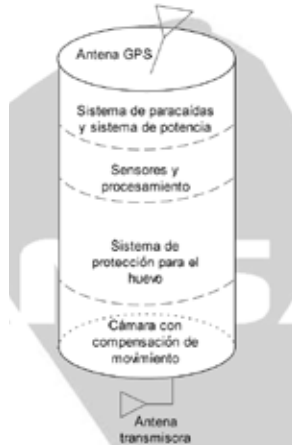 Antena GPS
Sistema de paracaídas
y sistema de potencia
Sensores y
procesamiento
Sistema de
protección para el
huevo
Cámara con
compensación de
movimiento
Antena
transmisora